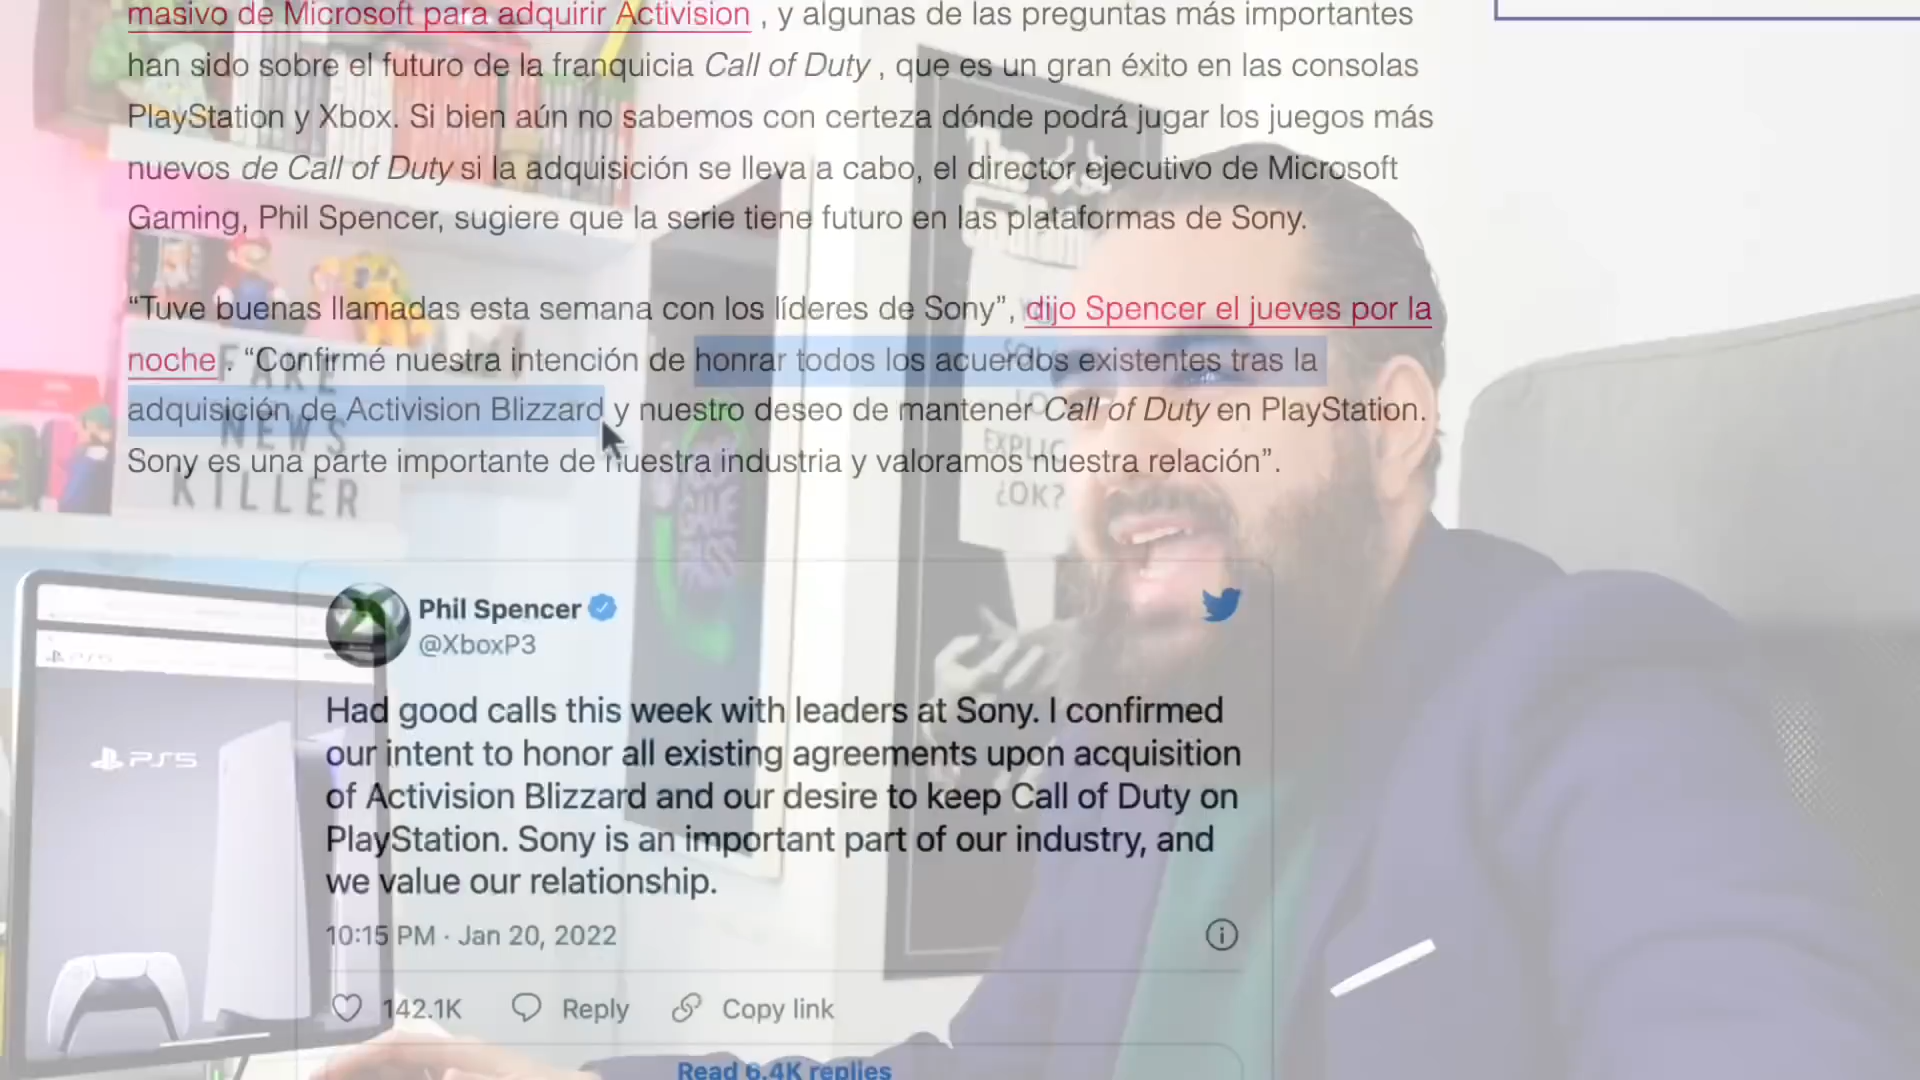 masivo de Microsoft para adquirir Activision , y algunas de las preguntas más importantes
han sido sobre el futuro de la franquicia Call of Duty , que es un gran éxito en las consolas
PlayStation y Xbox. Si bien aún no sabemos con certeza dónde podrá jugar los juegos más
nuevos de Call of Duty si la adquisición se lleva a cabo, el director ejecutivo de Microsoft
Gaming, Phil Spencer, sugiere que la serie tiene futuro en las plataformas de Sony.
“Tuve buenas llamadas esta semana con los líderes de Sony”, dijo Spencer el jueves por la
noche . “Confirmé nuestra intención de honrar todos los acuerdos existentes tras la
adquisición de Activision Blizzard y nuestro deseo de mantener Call of Duty en PlayStation.
Sony es una parte importante de nuestra industria y valoramos nuestra relación”.
FAKE
NEWS
KILLER
EXPLIC
¿OK?
PS5
Phil Spencer
@XboxP3
Had good calls this week with leaders at Sony. I confirmed
our intent to honor all existing agreements upon acquisition
of Activision Blizzard and our desire to keep Call of Duty on
PlayStation. Sony is an important part of our industry, and
we value our relationship.
10:15 PM · Jan 20, 2022
142.1K Reply Copy link
Read 6.4K replies